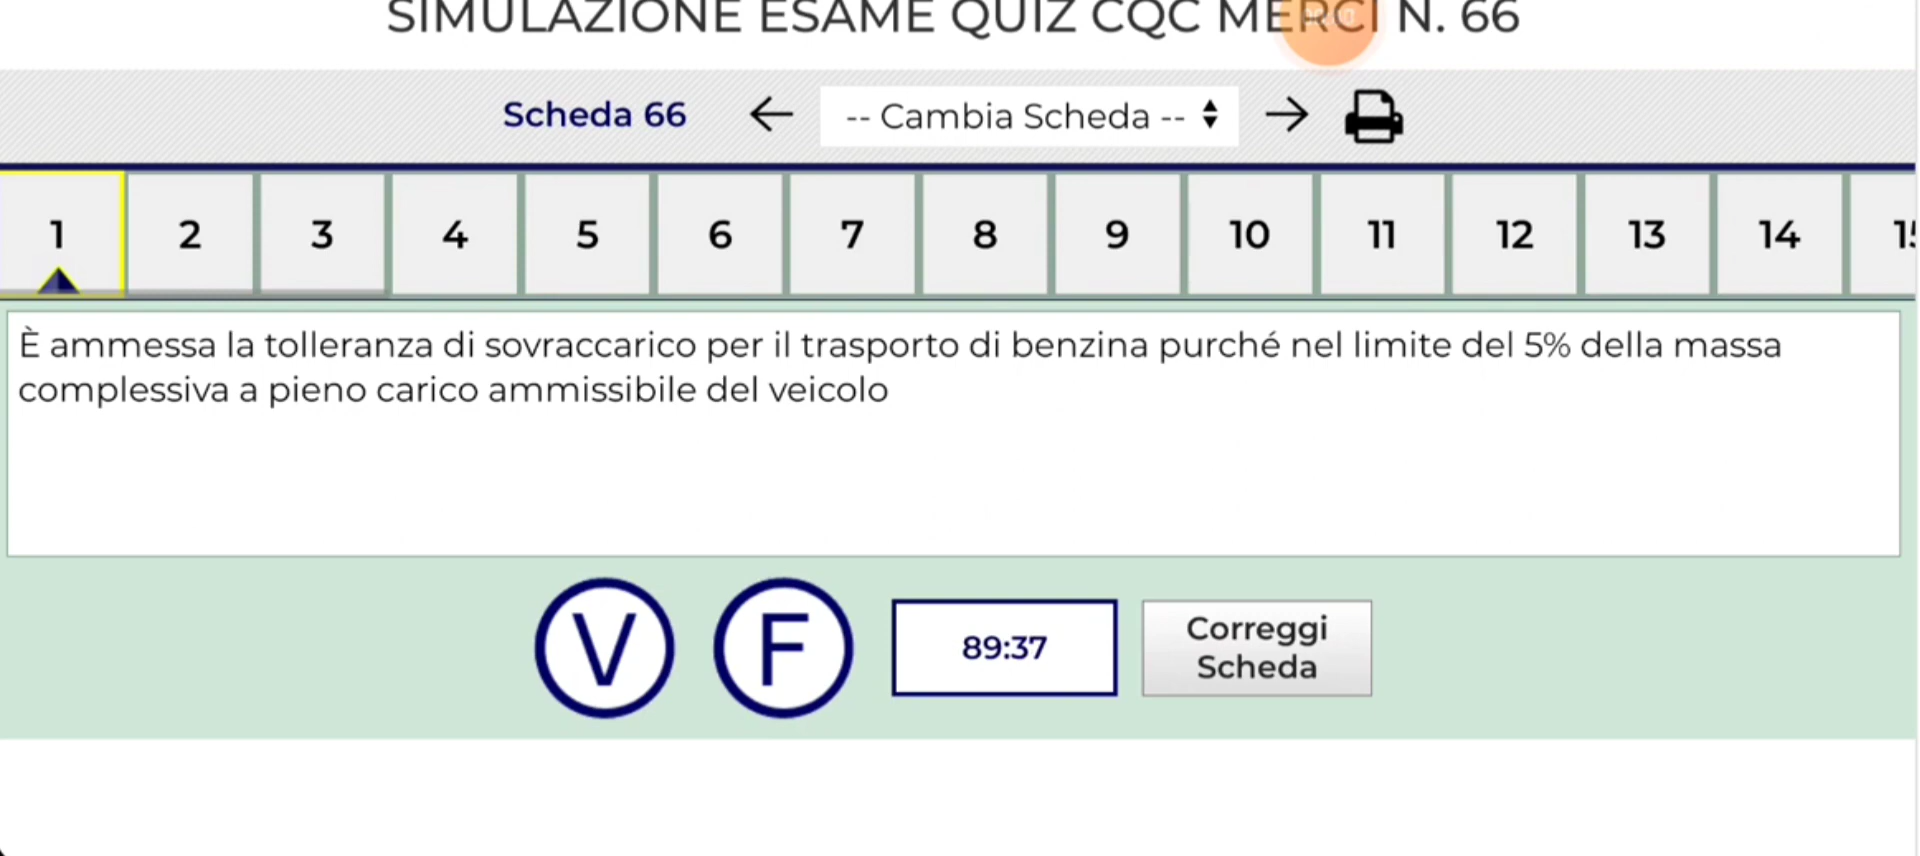 SIMULAZIONE ESAME QUIZ CQC MERCI N. 66
Scheda 66
-- Cambia Scheda --
1 2 3 4 5 6 7 8 9 10 11 12 13 14
È ammessa la tolleranza di sovraccarico per il trasporto di benzina purché nel limite del 5% della massa
complessiva a pieno carico ammissibile del veicolo
V F 89:37 Correggi
Scheda